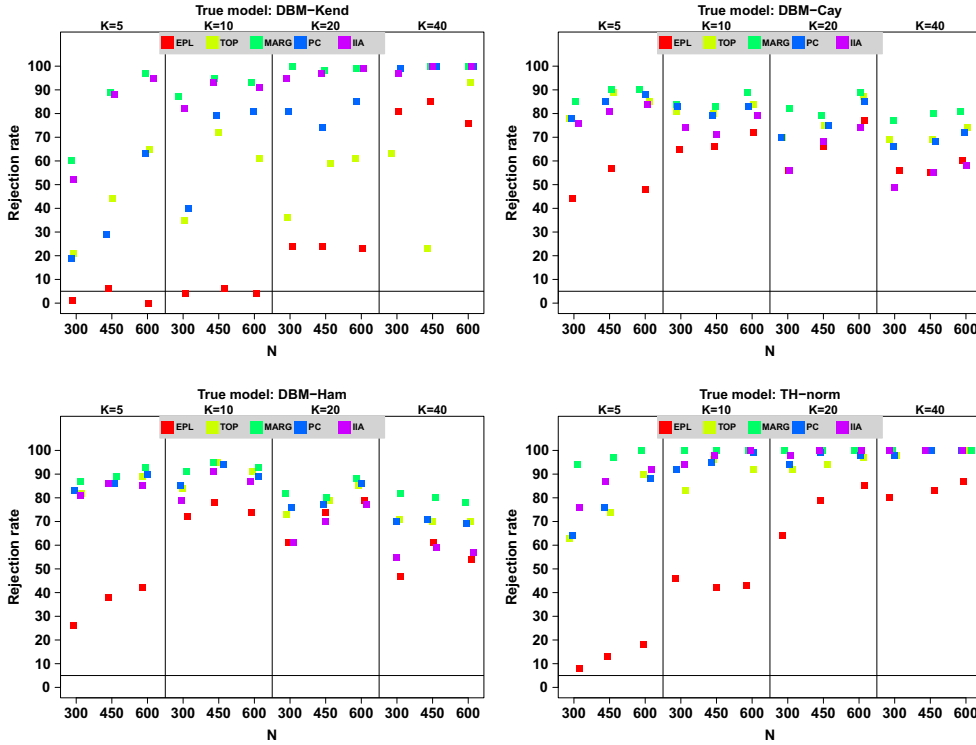 True model: DBM−Kend
K=5 K=10 K=20 K=40
EPL TOP MARG PC IIA
100
90
80
70
60
50
40
30
20
10
0
Rejection rate
300 450 600 300 450 600 300 450 600 300 450 600
N
True model: DBM−Cay
K=5 K=10 K=20 K=40
EPL TOP MARG PC IIA
100
90
80
70
60
50
40
30
20
10
0
Rejection rate
300 450 600 300 450 600 300 450 600 300 450 600
N
True model: DBM−Ham
K=5 K=10 K=20 K=40
EPL TOP MARG PC IIA
100
90
80
70
60
50
40
30
20
10
0
Rejection rate
300 450 600 300 450 600 300 450 600 300 450 600
N
True model: TH−norm
K=5 K=10 K=20 K=40
EPL TOP MARG PC IIA
100
90
80
70
60
50
40
30
20
10
0
Rejection rate
300 450 600 300 450 600 300 450 600 300 450 600
N